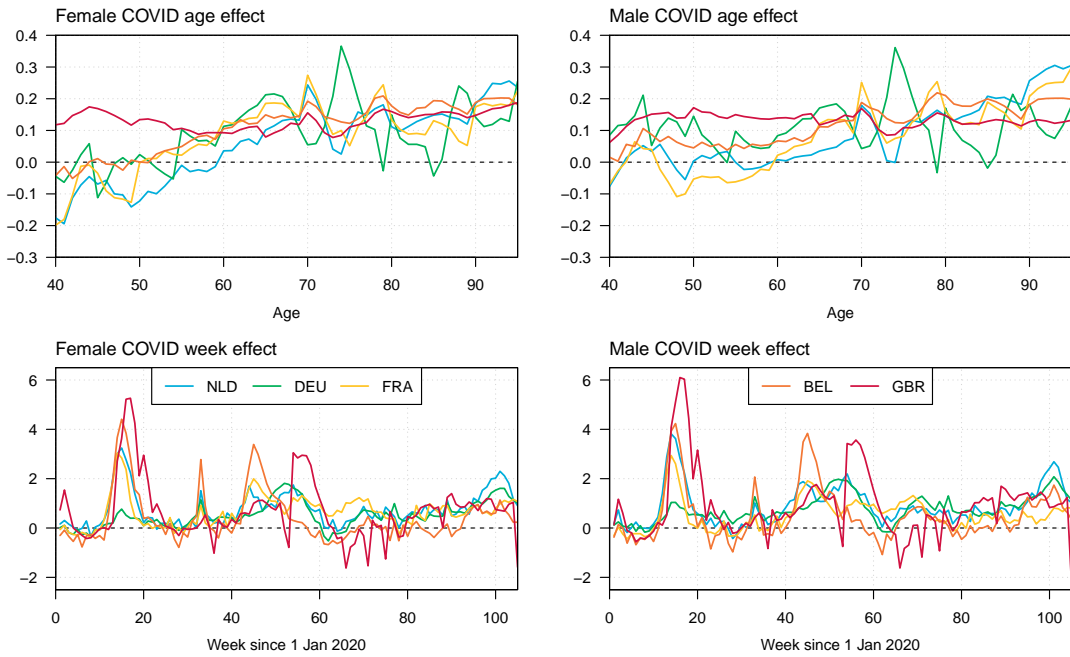 Female COVID age effect
0.4
0.3
0.2
0.1
0.0
−0.1
−0.2
−0.3
40 50 60 70 80 90
Age
Male COVID age effect
0.4
0.3
0.2
0.1
0.0
−0.1
−0.2
−0.3
40 50 60 70 80 90
Age
Female COVID week effect
NLD DEU FRA
6
4
2
0
−2
0 20 40 60 80 100
Week since 1 Jan 2020
Male COVID week effect
BEL GBR
6
4
2
0
−2
0 20 40 60 80 100
Week since 1 Jan 2020